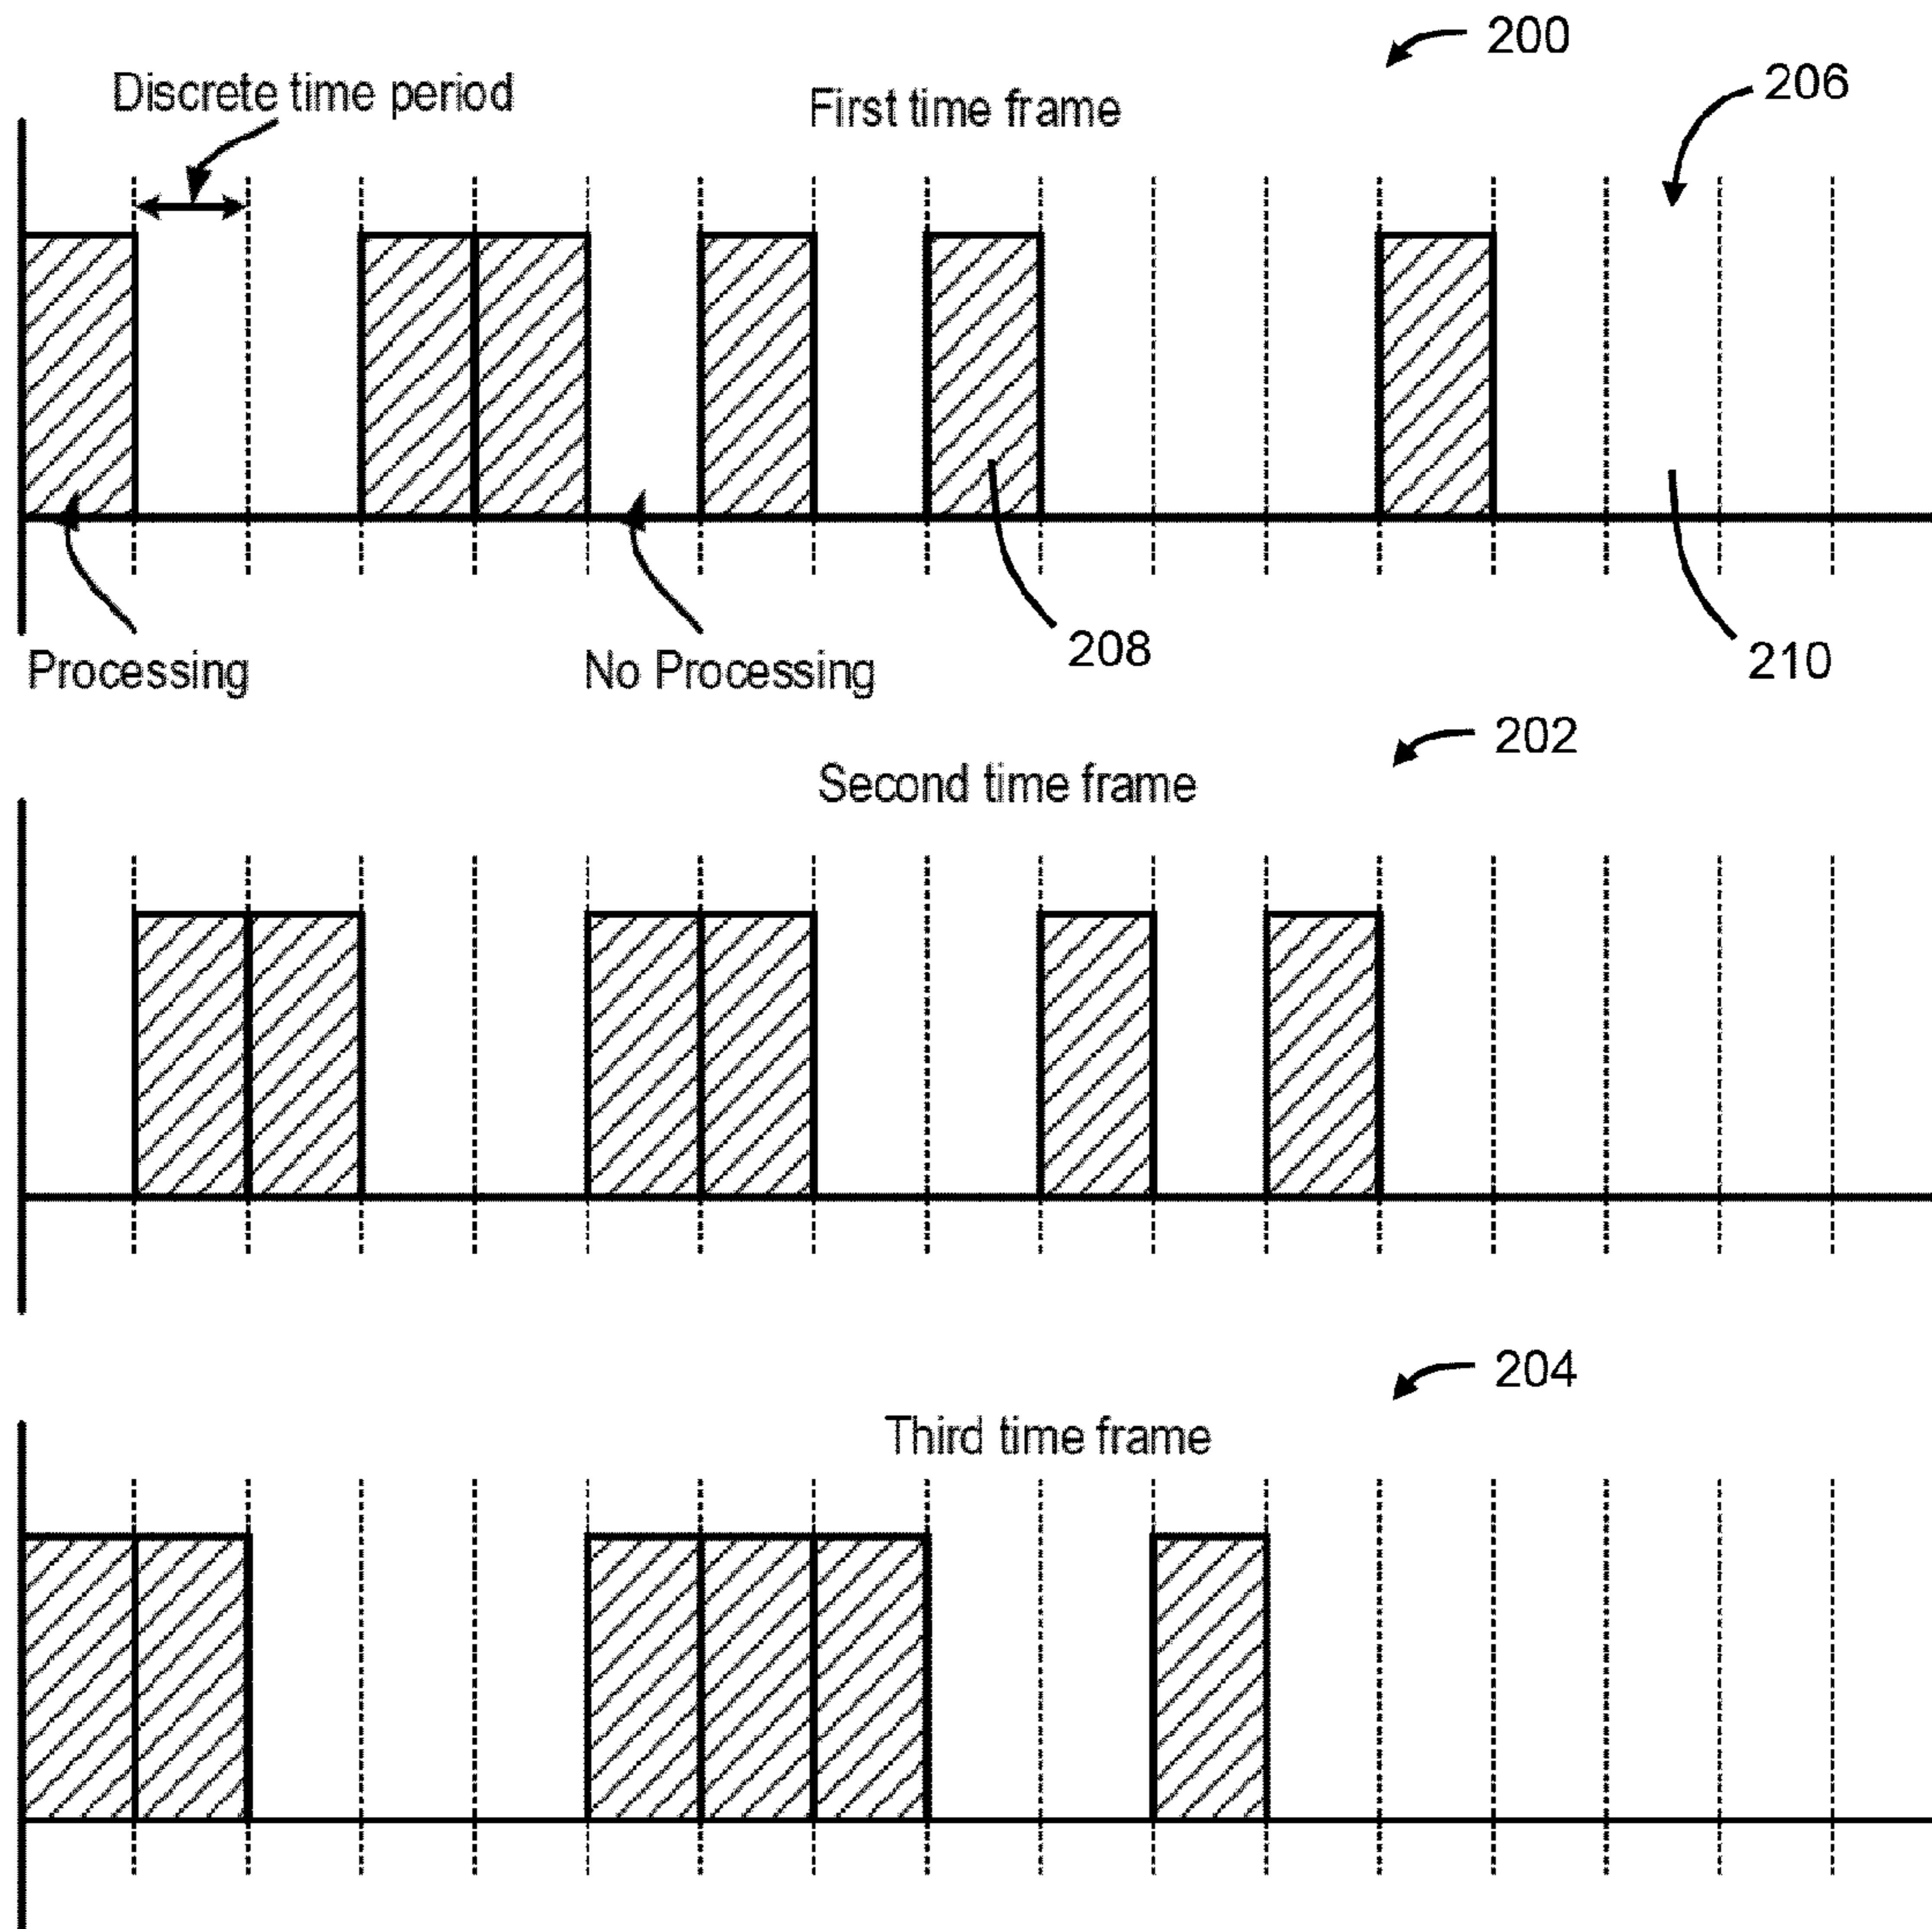 200
206
Discrete time period
First time frame
Processing
No Processing
208
210
202
Second time frame
204
Third time frame